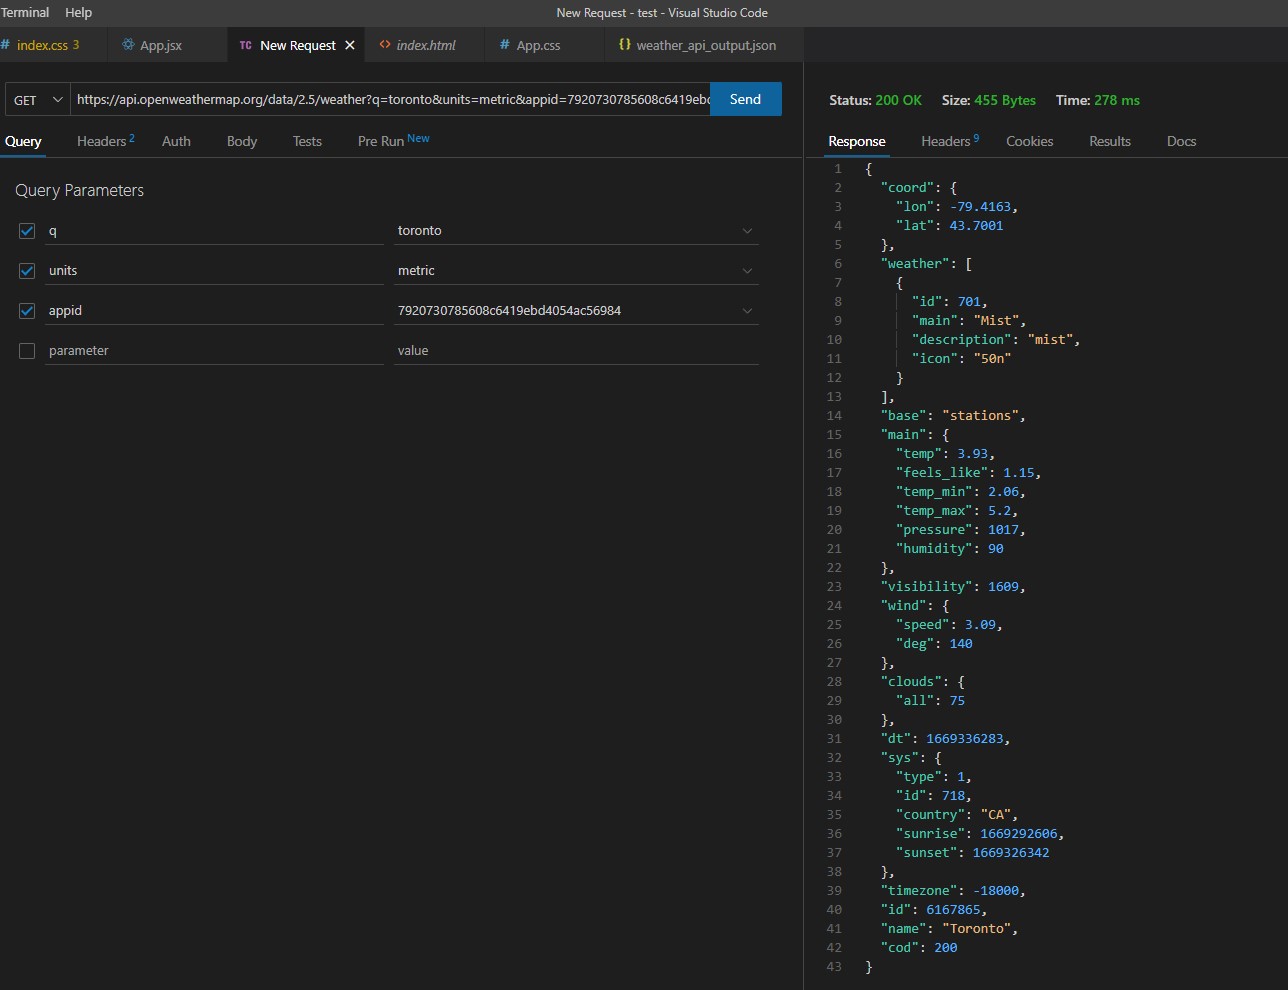 Terminal Help New Request - test - Visual Studio Code
# index.css 3 App.jsx TC New Request × <> index.html # App.css {} weather_api_output.json
GET https://api.openweathermap.org/data/2.5/weather?q=toronto&units=metric&appid=7920730785608c6419ebd Send
Query Headers 2 Auth Body Tests Pre Run New
Query Parameters
q toronto
units metric
appid 7920730785608c6419ebd4054ac56984
parameter value
Status: 200 OK Size: 455 Bytes Time: 278 ms
Response Headers 9 Cookies Results Docs
1 {
2 "coord": {
3 "lon": -79.4163,
4 "lat": 43.7001
5 },
6 "weather": [
7 {
8 "id": 701,
9 "main": "Mist",
10 "description": "mist",
11 "icon": "50n"
12 }
13 ],
14 "base": "stations",
15 "main": {
16 "temp": 3.93,
17 "feels_like": 1.15,
18 "temp_min": 2.06,
19 "temp_max": 5.2,
20 "pressure": 1017,
21 "humidity": 90
22 },
23 "visibility": 1609,
24 "wind": {
25 "speed": 3.09,
26 "deg": 140
27 },
28 "clouds": {
29 "all": 75
30 },
31 "dt": 1669336283,
32 "sys": {
33 "type": 1,
34 "id": 718,
35 "country": "CA",
36 "sunrise": 1669292606,
37 "sunset": 1669326342
38 },
39 "timezone": -18000,
40 "id": 6167865,
41 "name": "Toronto",
42 "cod": 200
43 }